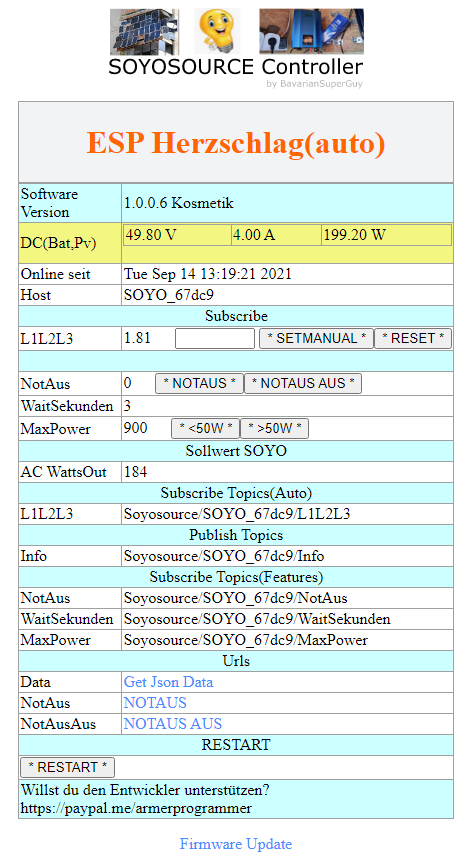 SOYOSOURCE Controller
by BavarianSuperGuy
ESP Herzschlag(auto)
Software Version 1.0.0.6 Kosmetik
DC(Bat,Pv) 49.80 V 4.00 A 199.20 W
Online seit Tue Sep 14 13:19:21 2021
Host SOYO_67dc9
Subscribe
L1L2L3 1.81 * SETMANUAL * * RESET *
NotAus 0 * NOTAUS * * NOTAUS AUS *
WaitSekunden 3
MaxPower 900 * <50W * * >50W *
Sollwert SOYO
AC WattsOut 184
Subscribe Topics(Auto)
L1L2L3 Soyosource/SOYO_67dc9/L1L2L3
Publish Topics
Info Soyosource/SOYO_67dc9/Info
Subscribe Topics(Features)
NotAus Soyosource/SOYO_67dc9/NotAus
WaitSekunden Soyosource/SOYO_67dc9/WaitSekunden
MaxPower Soyosource/SOYO_67dc9/MaxPower
Urls
Data Get Json Data
NotAus NOTAUS
NotAusAus NOTAUS AUS
RESTART
* RESTART *
Willst du den Entwickler unterstützen?
https://paypal.me/armerprogrammer
Firmware Update